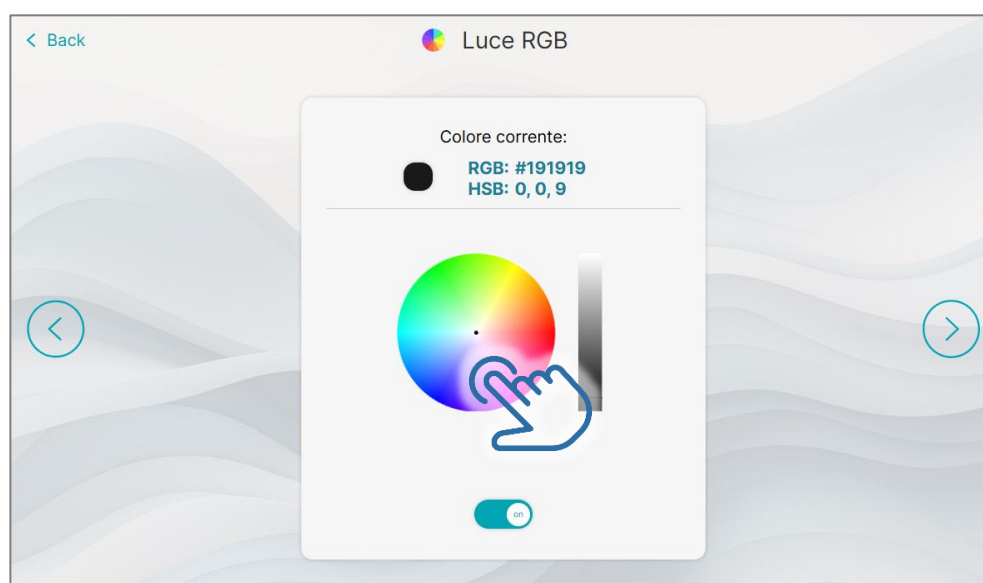 Back
Luce RGB
Colore corrente:
RGB: #191919
HSB: 0, 0, 9
on